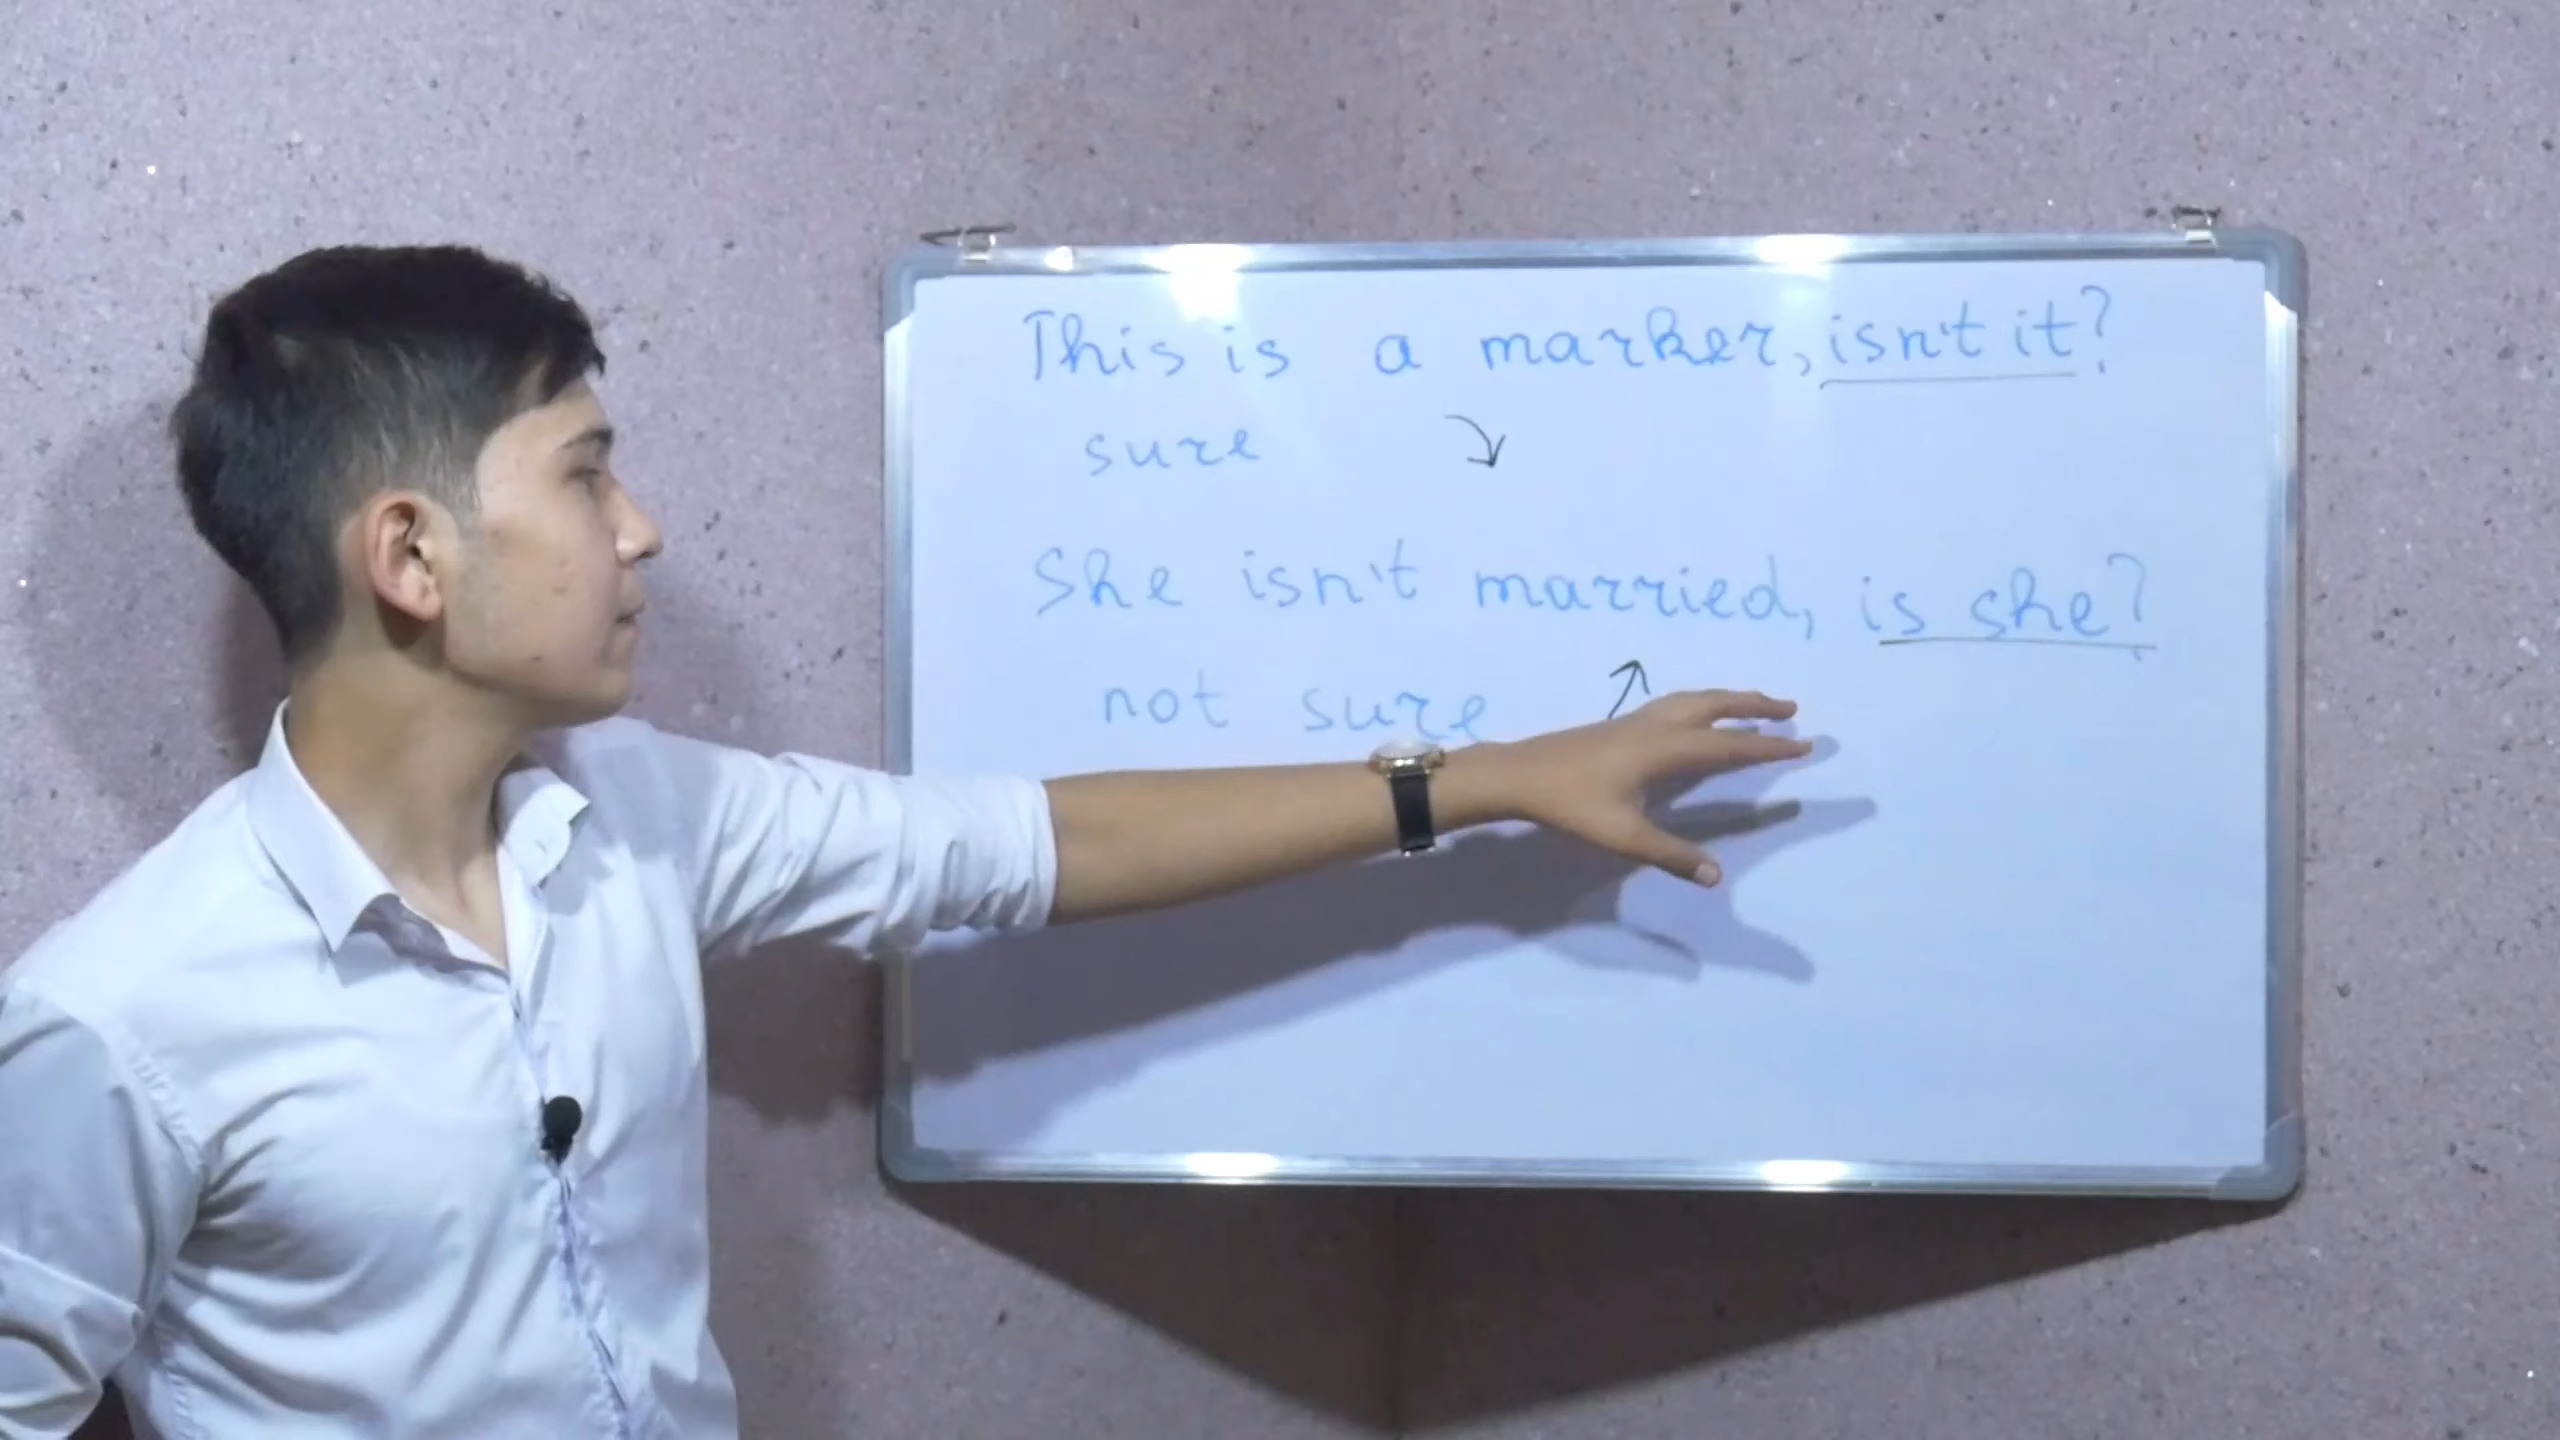 This is a marker, isn't it?
sure ↘
She isn't married, is she?
not sure ↗